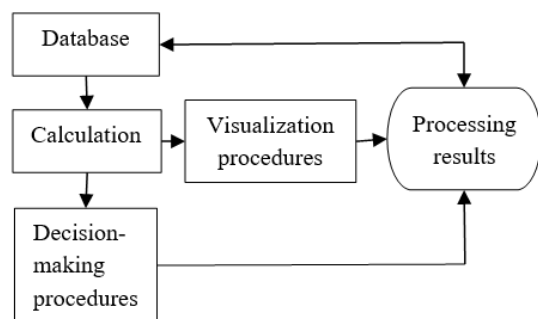 Database
Calculation
Visualization
procedures
Processing
results
Decision-
making
procedures